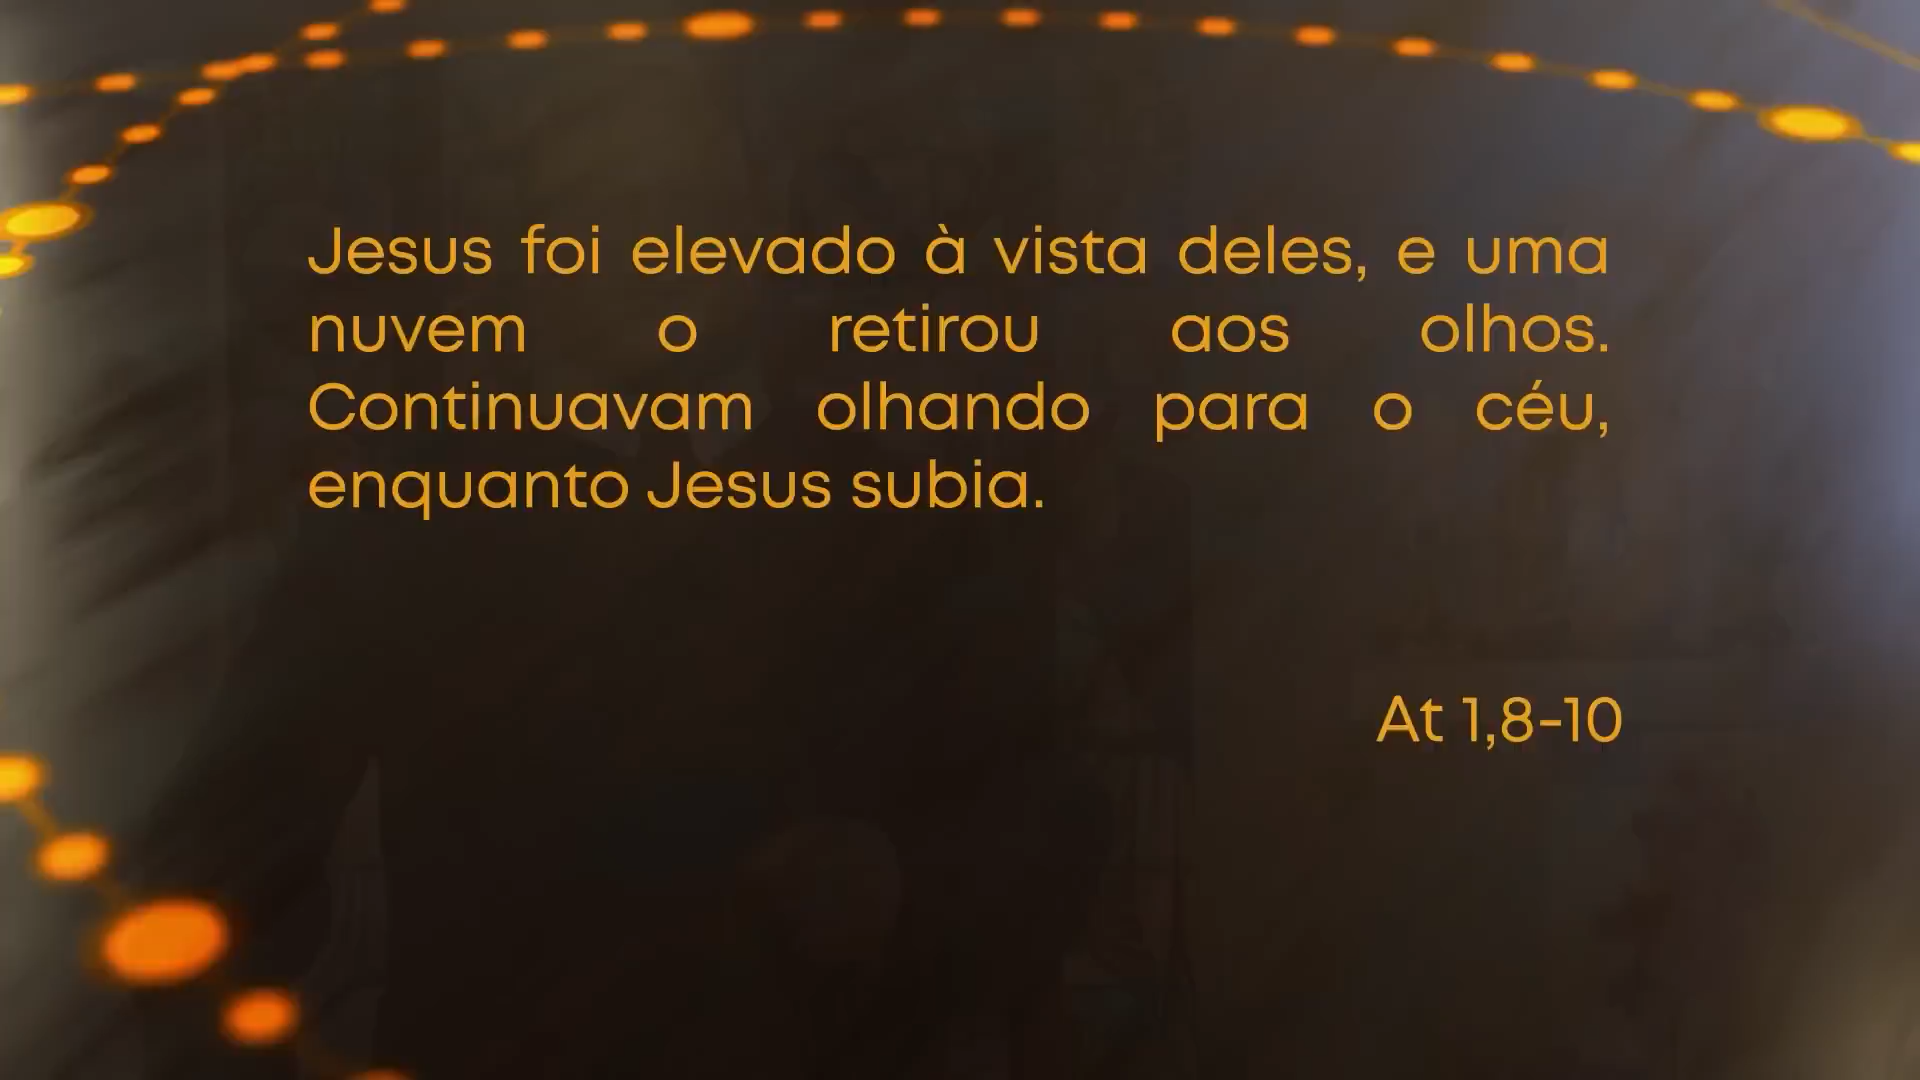 Jesus foi elevado à vista deles, e uma
nuvem o retirou aos olhos.
Continuavam olhando para o céu,
enquanto Jesus subia.
At 1,8-10